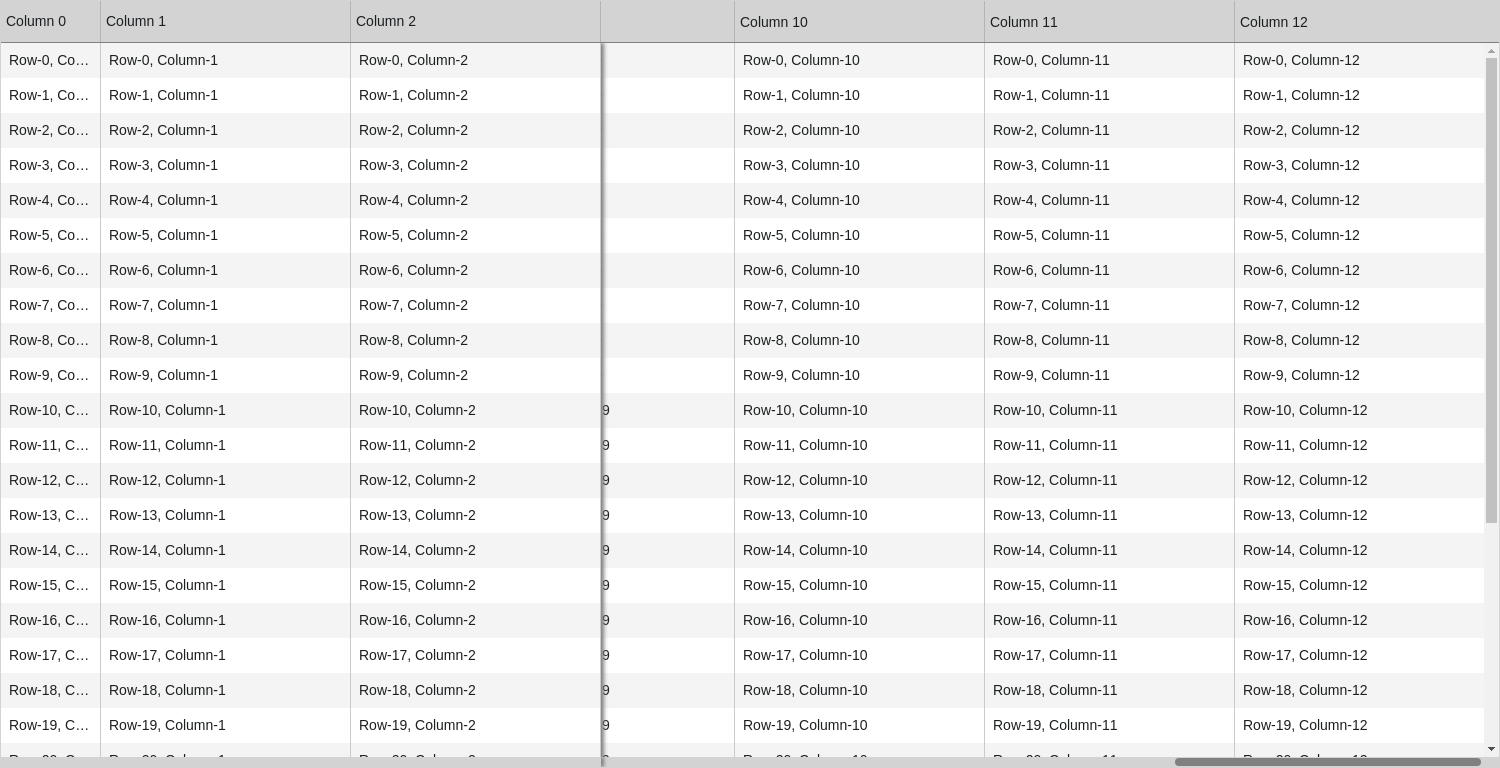 Column 0 Column 1 Column 2 Column 10 Column 11 Column 12
Row-0, Co… Row-0, Column-1 Row-0, Column-2 Row-0, Column-10 Row-0, Column-11 Row-0, Column-12
Row-1, Co… Row-1, Column-1 Row-1, Column-2 Row-1, Column-10 Row-1, Column-11 Row-1, Column-12
Row-2, Co… Row-2, Column-1 Row-2, Column-2 Row-2, Column-10 Row-2, Column-11 Row-2, Column-12
Row-3, Co… Row-3, Column-1 Row-3, Column-2 Row-3, Column-10 Row-3, Column-11 Row-3, Column-12
Row-4, Co… Row-4, Column-1 Row-4, Column-2 Row-4, Column-10 Row-4, Column-11 Row-4, Column-12
Row-5, Co… Row-5, Column-1 Row-5, Column-2 Row-5, Column-10 Row-5, Column-11 Row-5, Column-12
Row-6, Co… Row-6, Column-1 Row-6, Column-2 Row-6, Column-10 Row-6, Column-11 Row-6, Column-12
Row-7, Co… Row-7, Column-1 Row-7, Column-2 Row-7, Column-10 Row-7, Column-11 Row-7, Column-12
Row-8, Co… Row-8, Column-1 Row-8, Column-2 Row-8, Column-10 Row-8, Column-11 Row-8, Column-12
Row-9, Co… Row-9, Column-1 Row-9, Column-2 Row-9, Column-10 Row-9, Column-11 Row-9, Column-12
Row-10, C… Row-10, Column-1 Row-10, Column-2 9 Row-10, Column-10 Row-10, Column-11 Row-10, Column-12
Row-11, C… Row-11, Column-1 Row-11, Column-2 9 Row-11, Column-10 Row-11, Column-11 Row-11, Column-12
Row-12, C… Row-12, Column-1 Row-12, Column-2 9 Row-12, Column-10 Row-12, Column-11 Row-12, Column-12
Row-13, C… Row-13, Column-1 Row-13, Column-2 9 Row-13, Column-10 Row-13, Column-11 Row-13, Column-12
Row-14, C… Row-14, Column-1 Row-14, Column-2 9 Row-14, Column-10 Row-14, Column-11 Row-14, Column-12
Row-15, C… Row-15, Column-1 Row-15, Column-2 9 Row-15, Column-10 Row-15, Column-11 Row-15, Column-12
Row-16, C… Row-16, Column-1 Row-16, Column-2 9 Row-16, Column-10 Row-16, Column-11 Row-16, Column-12
Row-17, C… Row-17, Column-1 Row-17, Column-2 9 Row-17, Column-10 Row-17, Column-11 Row-17, Column-12
Row-18, C… Row-18, Column-1 Row-18, Column-2 9 Row-18, Column-10 Row-18, Column-11 Row-18, Column-12
Row-19, C… Row-19, Column-1 Row-19, Column-2 9 Row-19, Column-10 Row-19, Column-11 Row-19, Column-12